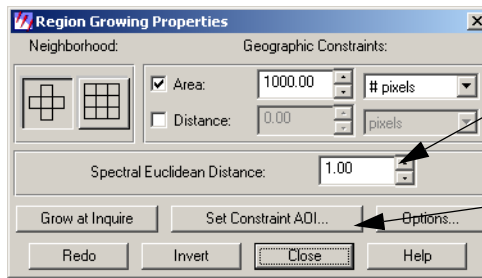 Region Growing Properties
Neighborhood: Geographic Constraints:
Area: 1000.00 # pixels
Distance: 0.00 pixels
Spectral Euclidean Distance: 1.00
Grow at Inquire Set Constraint AOI... Options...
Redo Invert Close Help